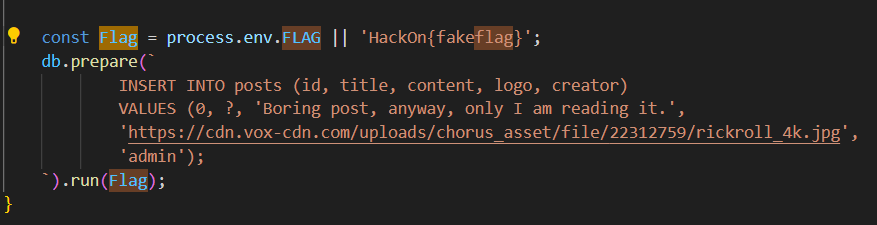 const Flag = process.env.FLAG || 'HackOn{fakeflag}';
db.prepare(`
INSERT INTO posts (id, title, content, logo, creator)
VALUES (0, ?, 'Boring post, anyway, only I am reading it.',
'https://cdn.vox-cdn.com/uploads/chorus_asset/file/22312759/rickroll_4k.jpg',
'admin');
`).run(Flag);
}